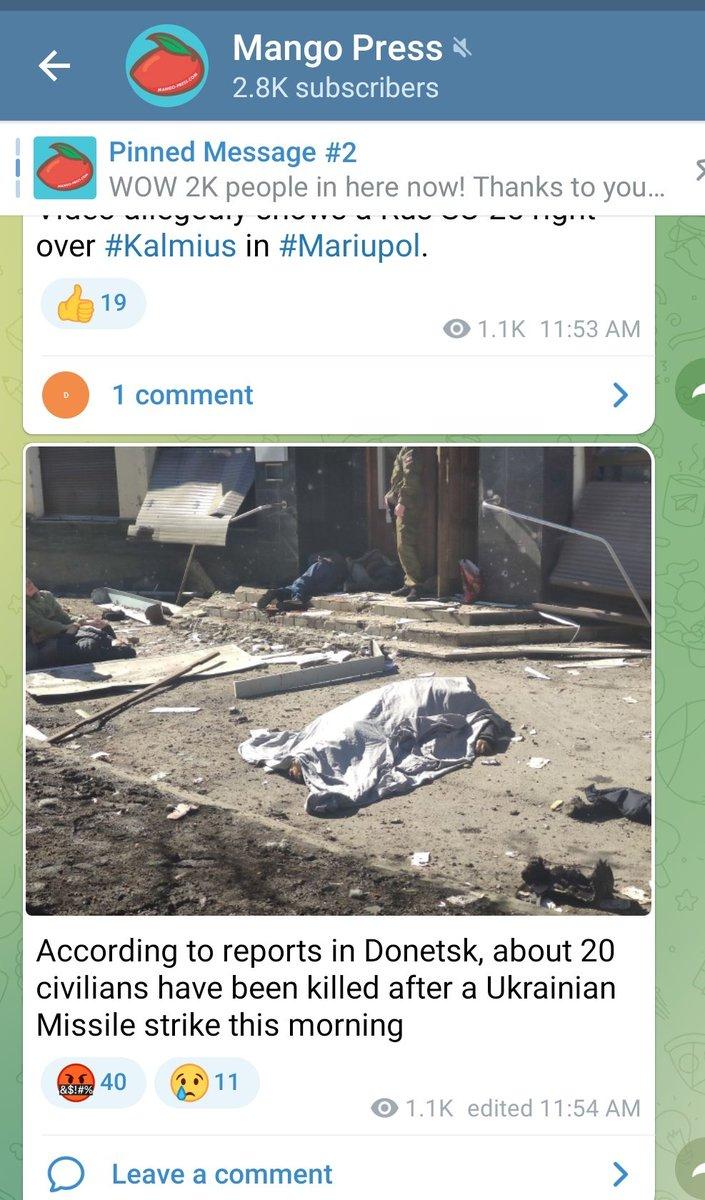 Mango Press
2.8K subscribers
Pinned Message #2
WOW 2K people in here now! Thanks to you...
over #Kalmius in #Mariupol.
19
1.1K 11:53 AM
D
1 comment
According to reports in Donetsk, about 20
civilians have been killed after a Ukrainian
Missile strike this morning
&$!#%
40
11
1.1K edited 11:54 AM
Leave a comment